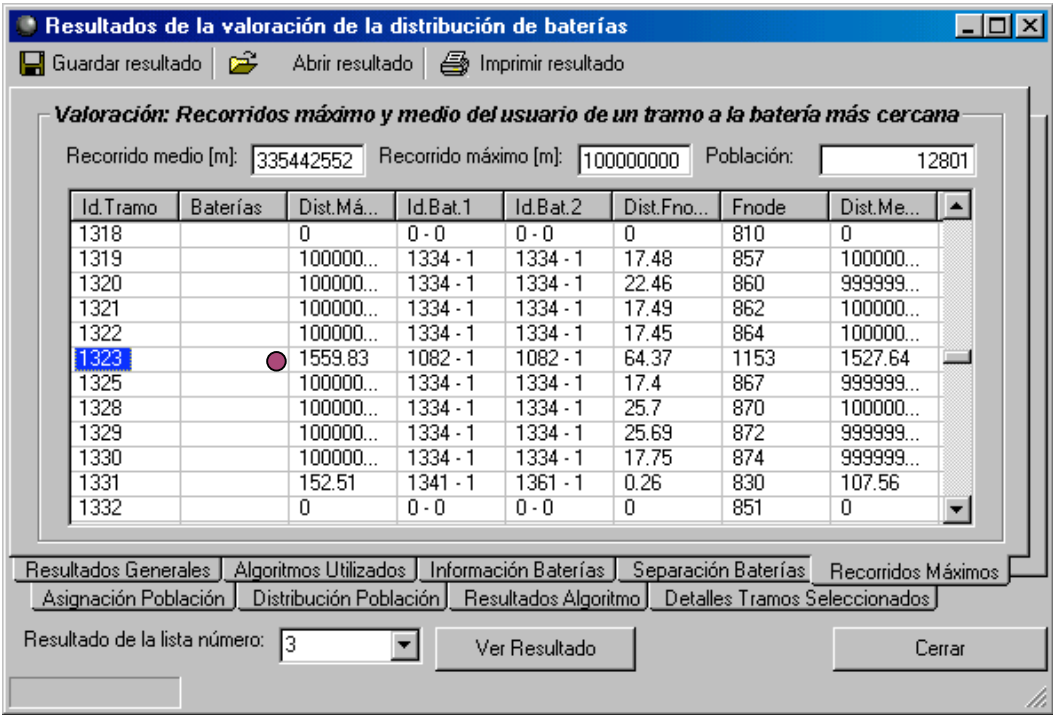 Resultados de la valoración de la distribución de baterías
Guardar resultado Abrir resultado Imprimir resultado
Valoración: Recorridos máximo y medio del usuario de un tramo a la batería más cercana
Recorrido medio [m]: 335442552 Recorrido máximo [m]: 100000000 Población: 12801
Id.Tramo Baterías Dist.Má... Id.Bat.1 Id.Bat.2 Dist.Fno... Fnode Dist.Me...
1318 0 0 - 0 0 - 0 0 810 0
1319 100000... 1334 - 1 1334 - 1 17.48 857 100000...
1320 100000... 1334 - 1 1334 - 1 22.46 860 999999...
1321 100000... 1334 - 1 1334 - 1 17.49 862 100000...
1322 100000... 1334 - 1 1334 - 1 17.45 864 100000...
1323 1559.83 1082 - 1 1082 - 1 64.37 1153 1527.64
1325 100000... 1334 - 1 1334 - 1 17.4 867 999999...
1328 100000... 1334 - 1 1334 - 1 25.7 870 100000...
1329 100000... 1334 - 1 1334 - 1 25.69 872 999999...
1330 100000... 1334 - 1 1334 - 1 17.75 874 999999...
1331 152.51 1341 - 1 1361 - 1 0.26 830 107.56
1332 0 0 - 0 0 - 0 0 851 0
Resultados Generales Algoritmos Utilizados Información Baterías Separación Baterías Recorridos Máximos
Asignación Población Distribución Población Resultados Algoritmo Detalles Tramos Seleccionados
Resultado de la lista número: 3 Ver Resultado Cerrar